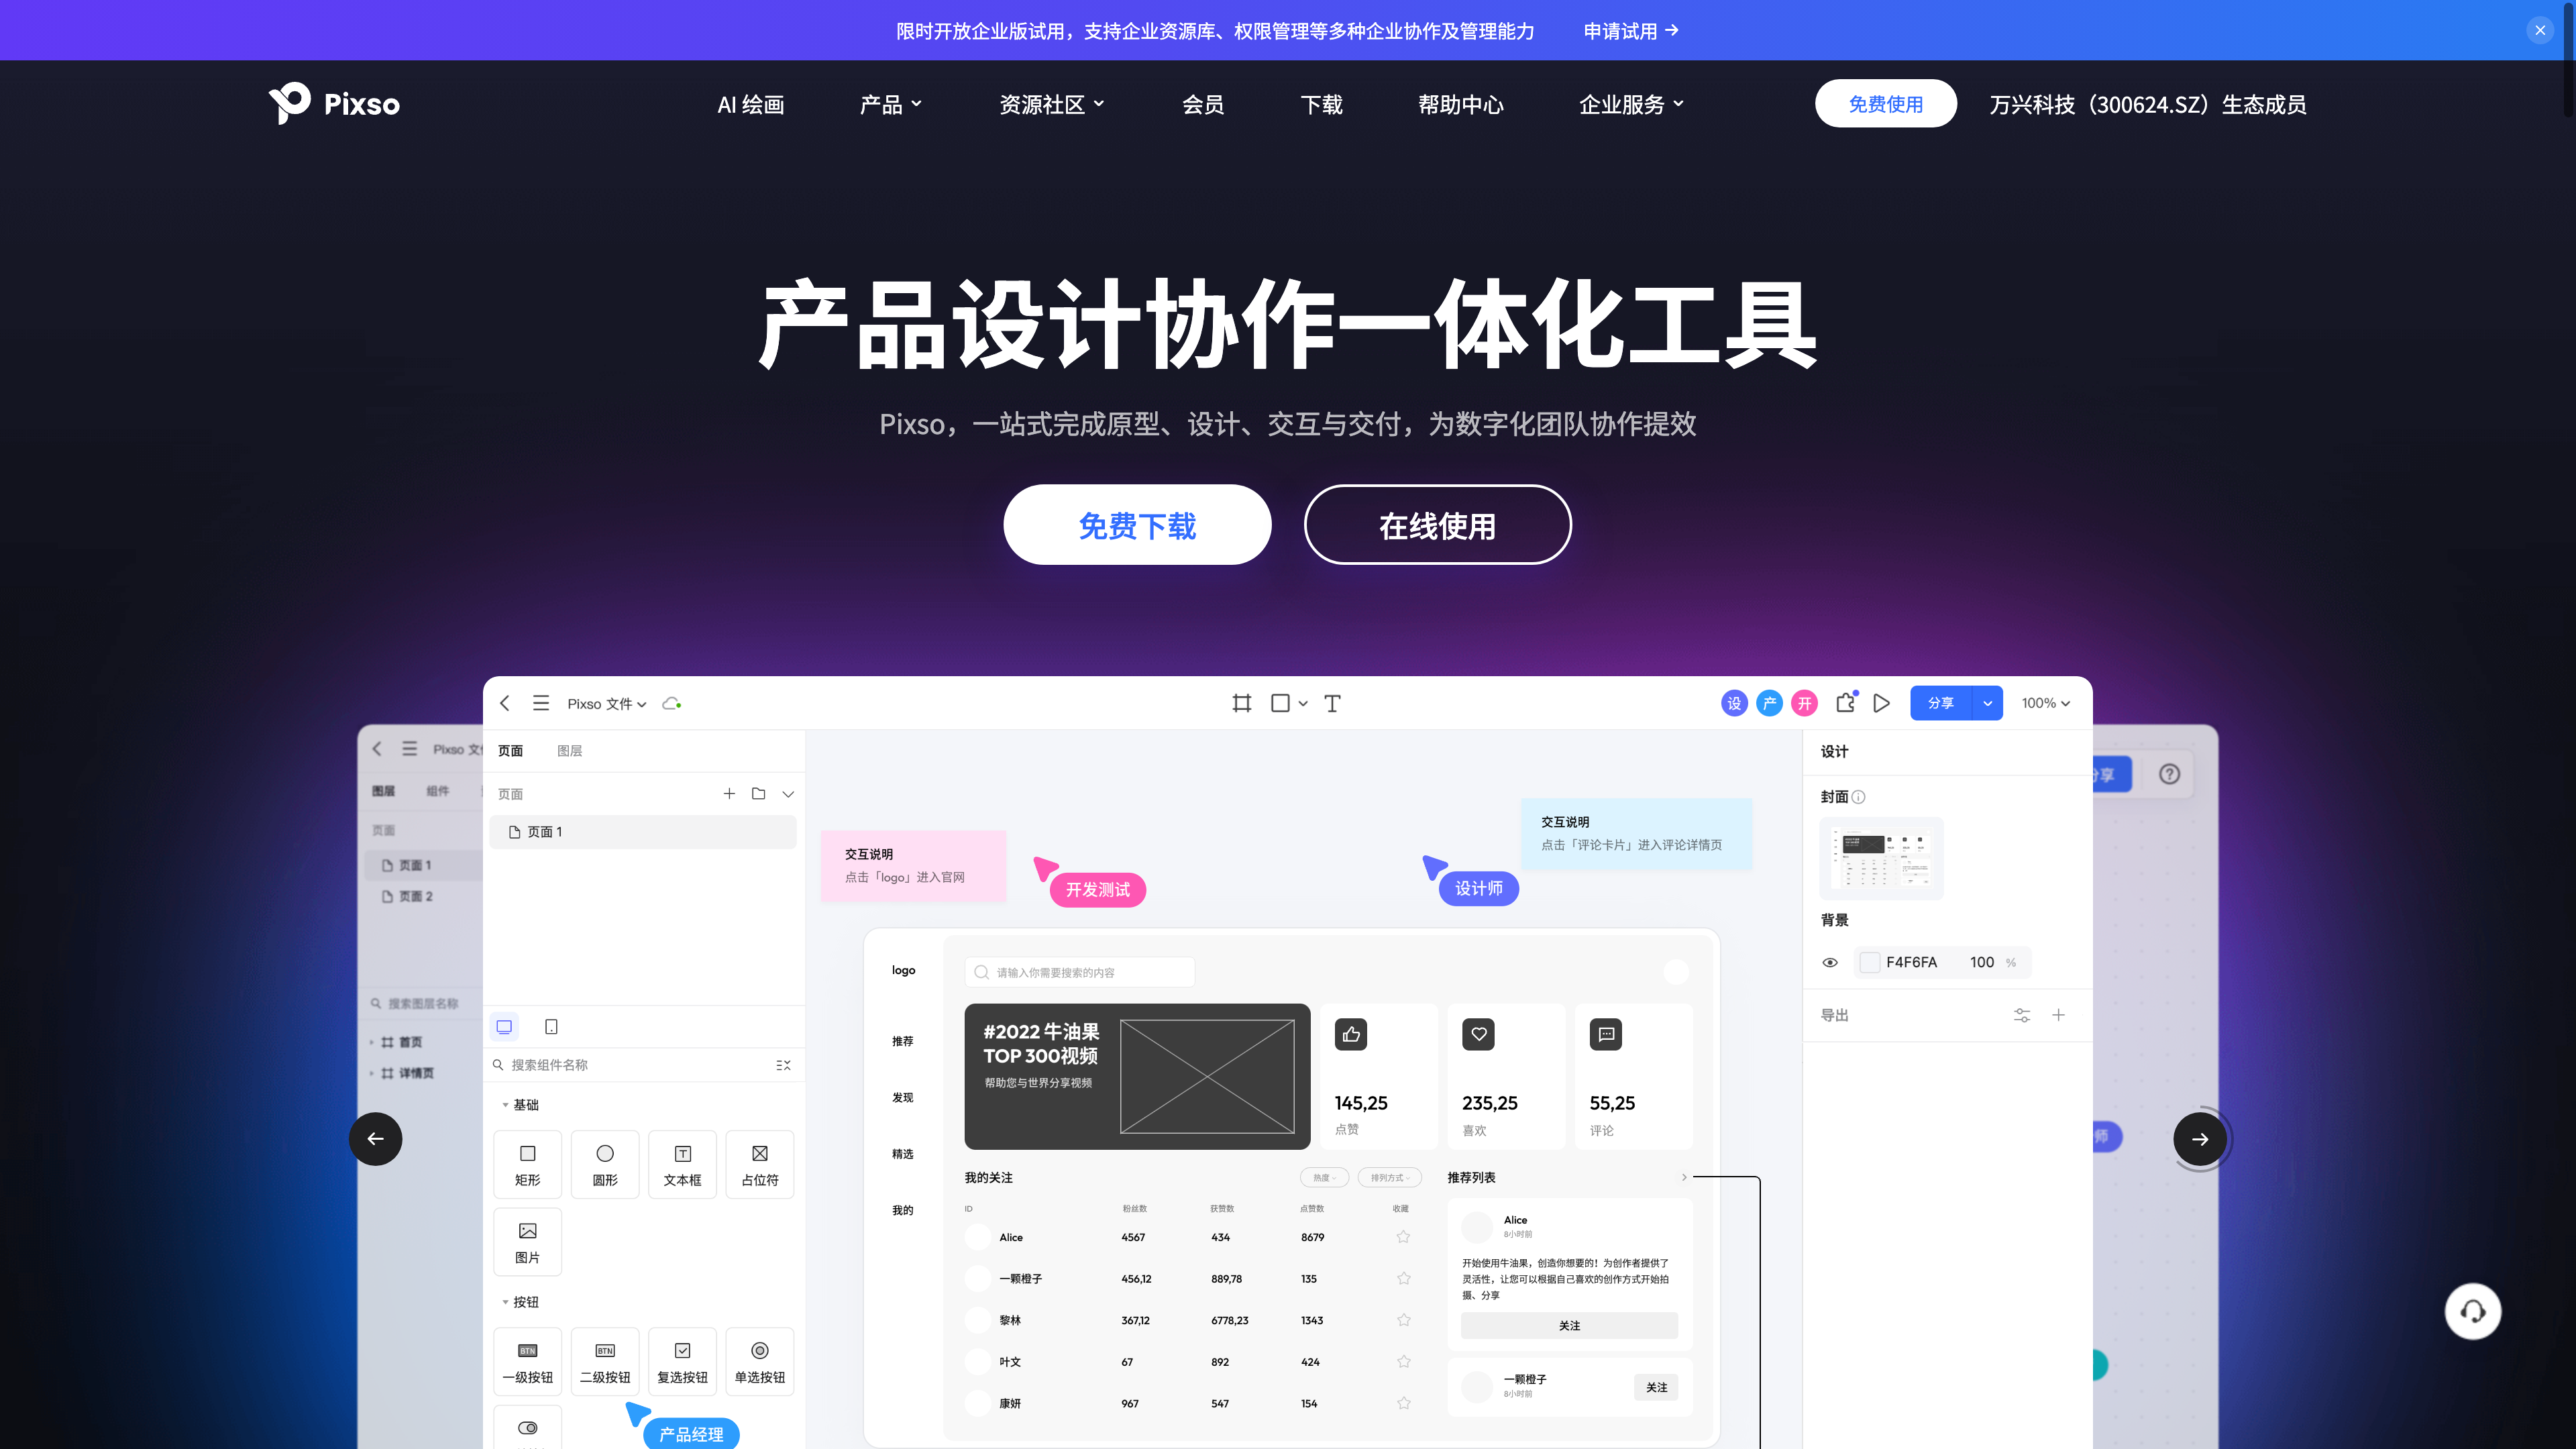 限时开放企业版试用，支持企业资源库、权限管理等多种企业协作及管理能力 申请试用
Pixso
AI 绘画 产品 资源社区 会员 下载 帮助中心 企业服务 免费使用 万兴科技（300624.SZ）生态成员
产品设计协作一体化工具
Pixso，一站式完成原型、设计、交互与交付，为数字化团队协作提效
免费下载 在线使用
Pixso 文件
设 产 开
分享
100%
页面 图层
页面
页面 1
搜索组件名称
基础
矩形 圆形 文本框 占位符
图片
按钮
BTN BTN
一级按钮 二级按钮 复选按钮 单选按钮
产品经理
交互说明
点击「logo」进入官网
开发测试
设计师
交互说明
点击「评论卡片」进入评论详情页
logo
推荐
发现
精选
我的
请输入你需要搜索的内容
#2022 牛油果
TOP 300视频
帮助您与世界分享视频
145,25
点赞
235,25
喜欢
55,25
评论
我的关注 热度 排列方式
ID 粉丝数 获赞数 点赞数 收藏
Alice 4567 434 8679
一颗橙子 456,12 889,78 135
黎林 367,12 6778,23 1343
叶文 67 892 424
康妍 967 547 154
推荐列表
Alice
8小时前
开始使用牛油果，创造你想要的！为创作者提供了
灵活性，让您可以根据自己喜欢的创作方式开始拍
摄、分享
关注
一颗橙子
8小时前
关注
设计
封面
背景
F4F6FA 100 %
导出
Pixso 文
图层 组件
页面
页面 1
页面 2
搜索图层名称
首页
详情页
享
师